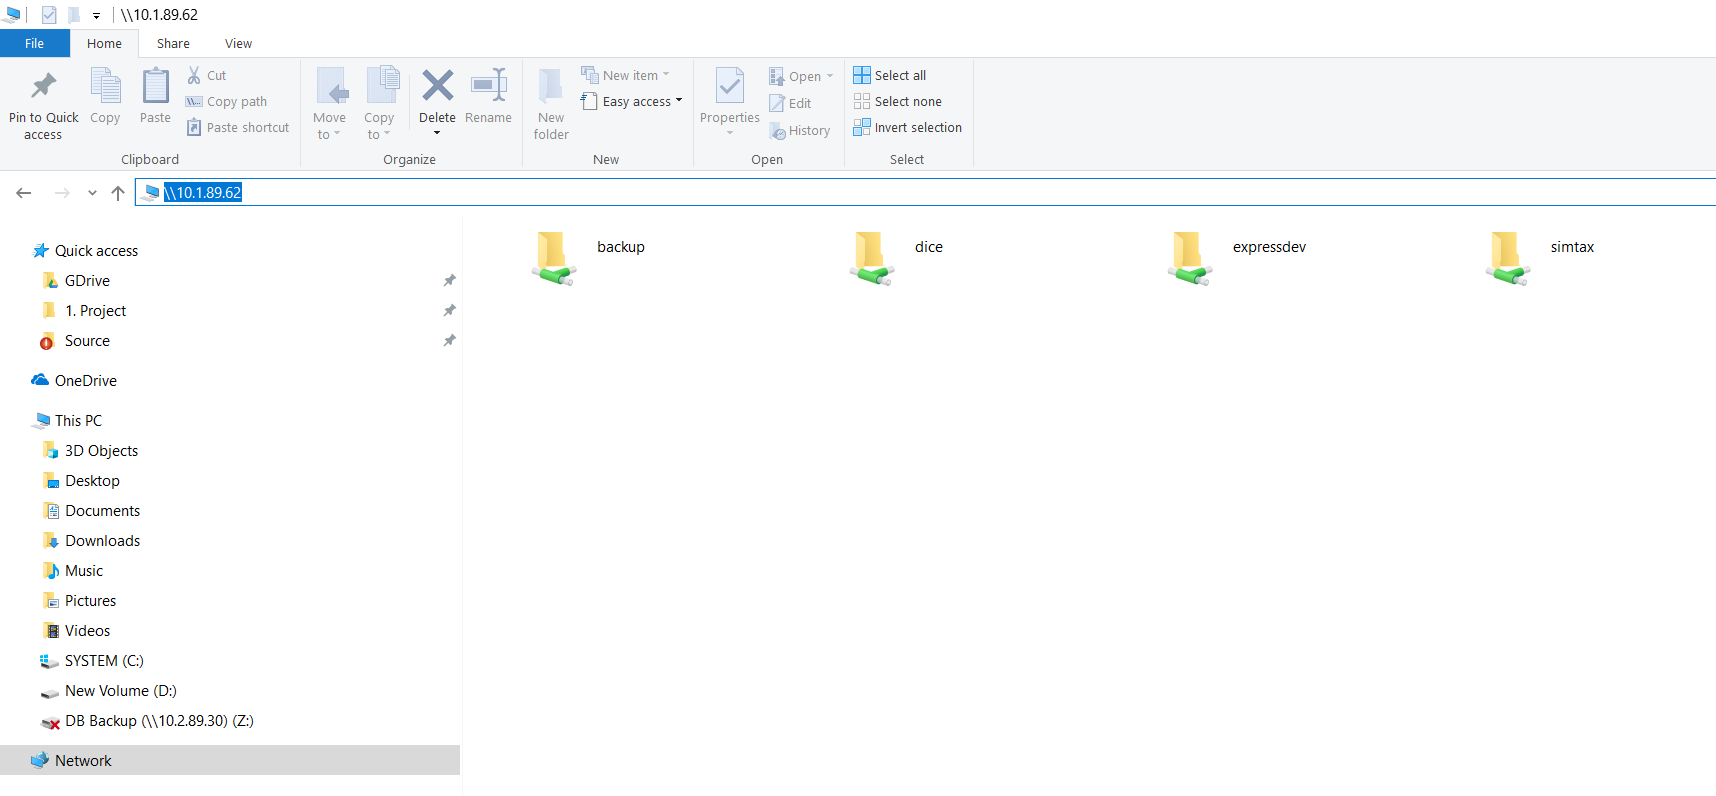 \\10.1.89.62
File Home Share View
Pin to Quick access
Copy
Paste
Cut
Copy path
Paste shortcut
Clipboard
Move to
Copy to
Delete
Rename
Organize
New folder
New item
Easy access
New
Properties
Open
Edit
History
Open
Select all
Select none
Invert selection
Select
\\10.1.89.62
Quick access
GDrive
1. Project
Source
OneDrive
This PC
3D Objects
Desktop
Documents
Downloads
Music
Pictures
Videos
SYSTEM (C:)
New Volume (D:)
DB Backup (\\10.2.89.30) (Z:)
Network
backup
dice
expressdev
simtax